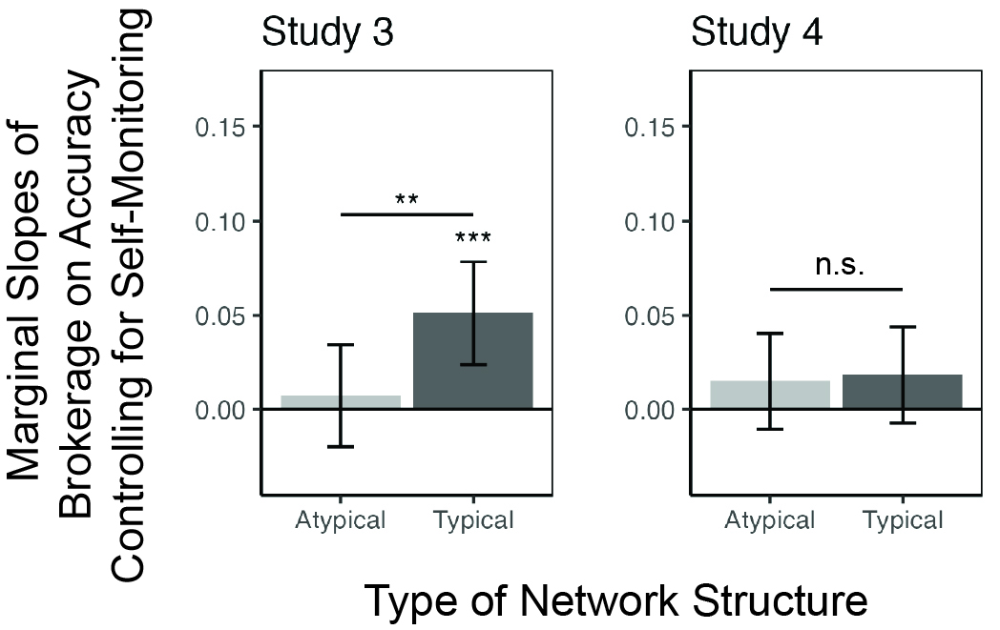 Marginal Slopes of
Brokerage on Accuracy
Controlling for Self-Monitoring
Study 3
0.15
0.10
0.05
0.00
**
***
Atypical Typical
Study 4
0.15
0.10
0.05
0.00
n.s.
Atypical Typical
Type of Network Structure